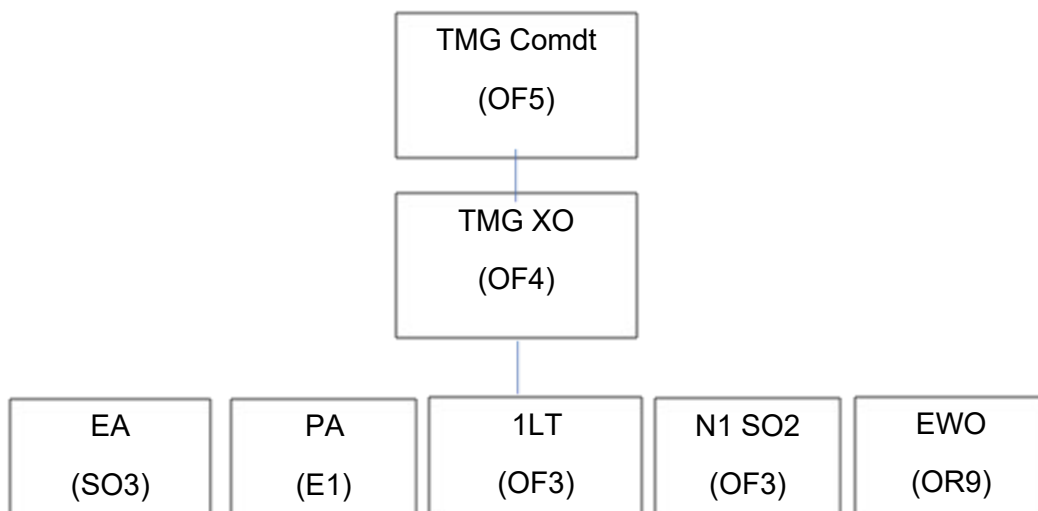 TMG Comdt
(OF5)
TMG XO
(OF4)
EA
(SO3)
PA
(E1)
1LT
(OF3)
N1 SO2
(OF3)
EWO
(OR9)